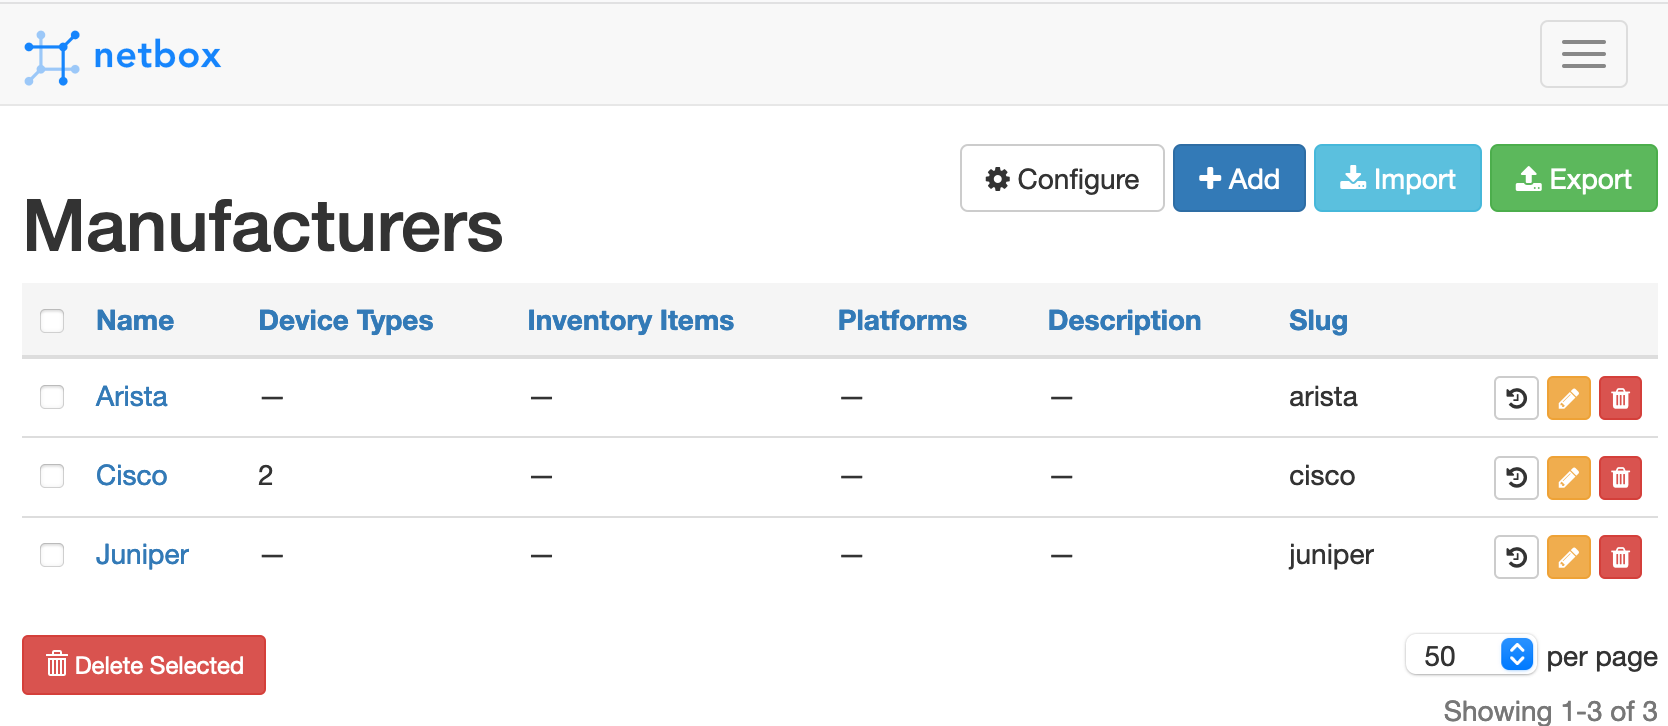 netbox
Configure Add Import Export
Manufacturers
Name Device Types Inventory Items Platforms Description Slug
Arista — — — — arista
Cisco 2 — — — cisco
Juniper — — — — juniper
Delete Selected 50 per page
Showing 1-3 of 3